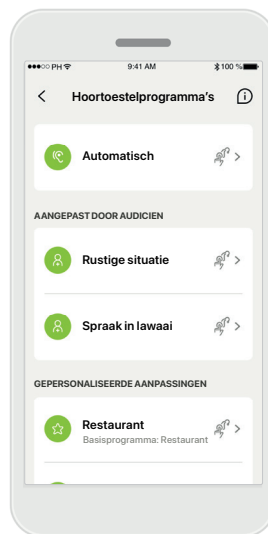 PH 9:41 AM 100 %
Hoortoestelprogramma's
Automatisch
AANGEPAST DOOR AUDICIEN
Rustige situatie
Spraak in lawaai
GEPERSONALISEERDE AANPASSINGEN
Restaurant
Basisprogramma: Restaurant